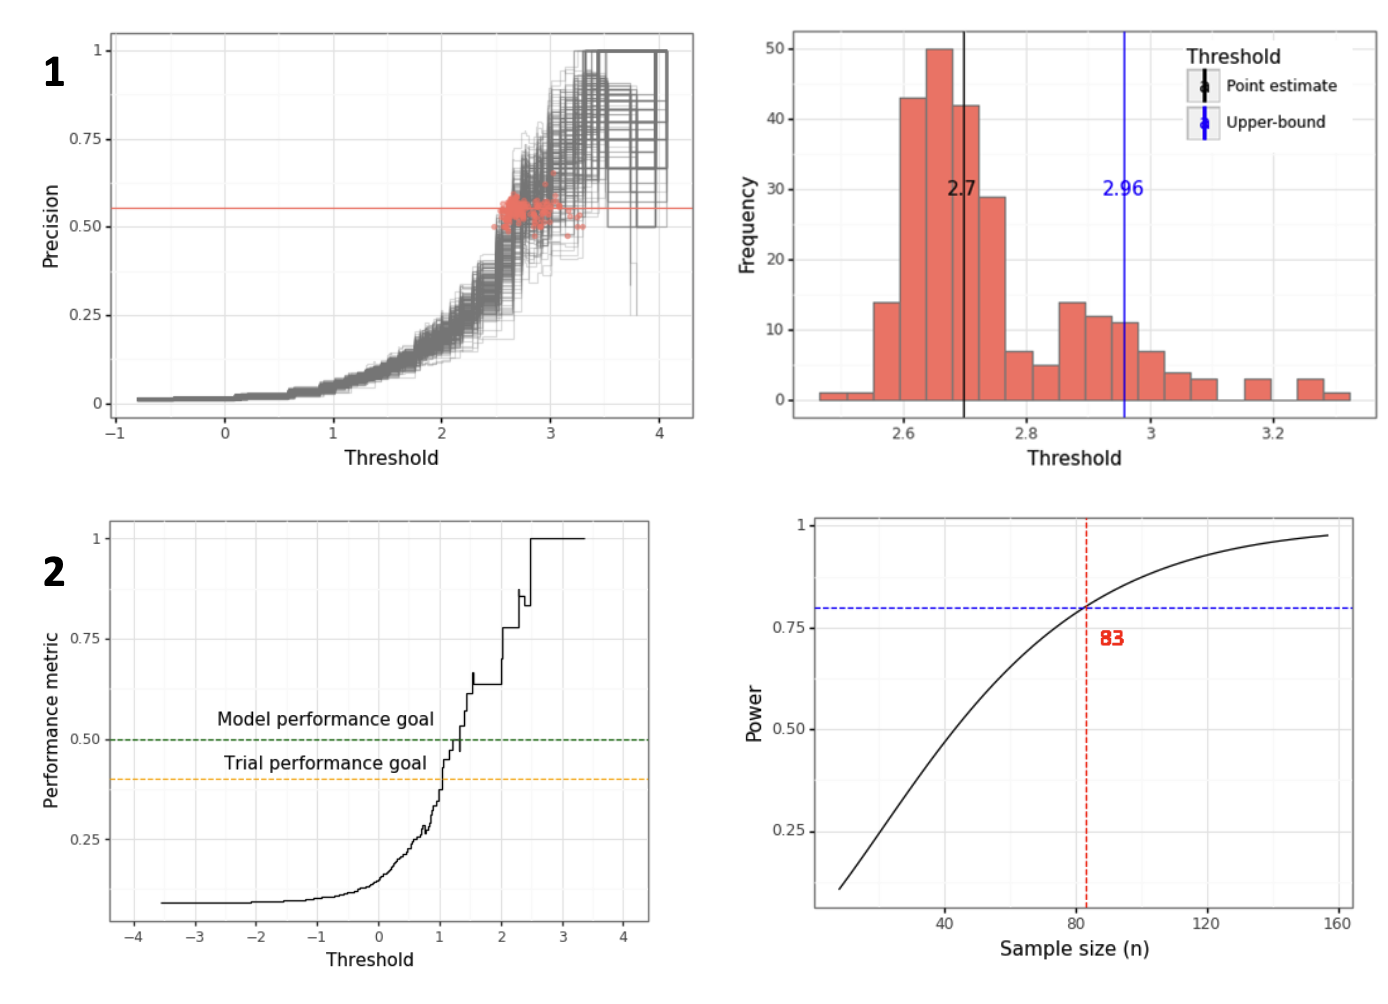 1
1
0.75
0.50
0.25
0
Precision
−1 0 1 2 3 4
Threshold
50
40
30
20
10
0
Frequency
Threshold
a Point estimate
a Upper-bound
2.7
2.96
2.6 2.8 3 3.2
Threshold
2
1
0.75
0.50
0.25
Performance metric
Model performance goal
Trial performance goal
−4 −3 −2 −1 0 1 2 3 4
Threshold
1
0.75
0.50
0.25
Power
83
40 80 120 160
Sample size (n)